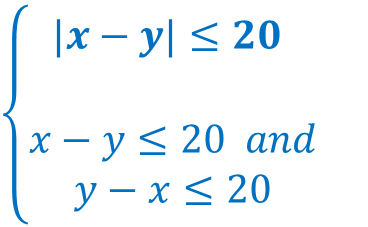 |x − y| ≤ 20
x − y ≤ 20 and
y − x ≤ 20